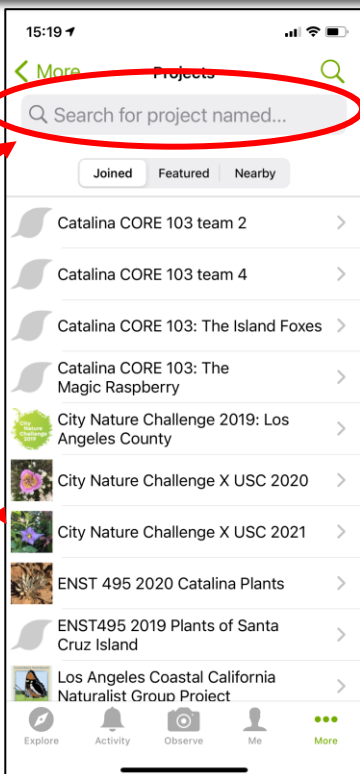 15:19
More
Projects
Search for project named...
Joined Featured Nearby
Catalina CORE 103 team 2
Catalina CORE 103 team 4
Catalina CORE 103: The Island Foxes
Catalina CORE 103: The
Magic Raspberry
City Nature Challenge 2019: Los
Angeles County
City Nature Challenge X USC 2020
City Nature Challenge X USC 2021
ENST 495 2020 Catalina Plants
ENST495 2019 Plants of Santa
Cruz Island
Los Angeles Coastal California
Naturalist Group Project
Explore Activity Observe Me More